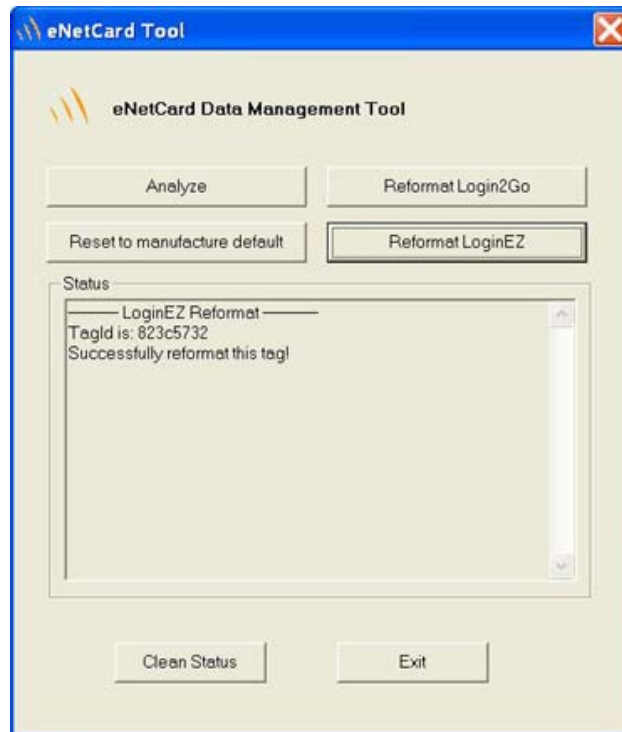 eNetCard Tool
eNetCard Data Management Tool
Analyze
Reformat Login2Go
Reset to manufacture default
Reformat LoginEZ
Status
——— LoginEZ Reformat ———
TagId is: 823c5732
Successfully reformat this tag!
Clean Status
Exit